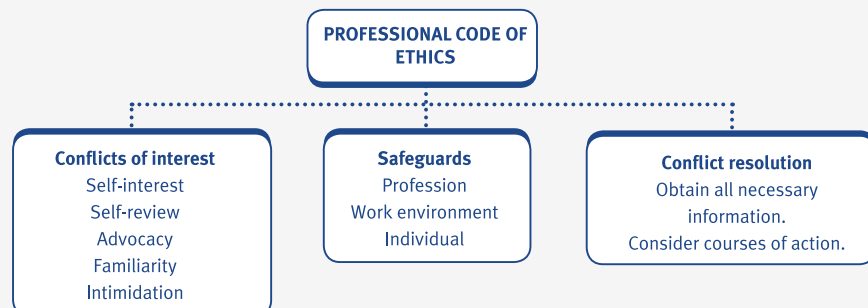 PROFESSIONAL CODE OF
ETHICS
Conflicts of interest
Self-interest
Self-review
Advocacy
Familiarity
Intimidation
Safeguards
Profession
Work environment
Individual
Conflict resolution
Obtain all necessary
information.
Consider courses of action.